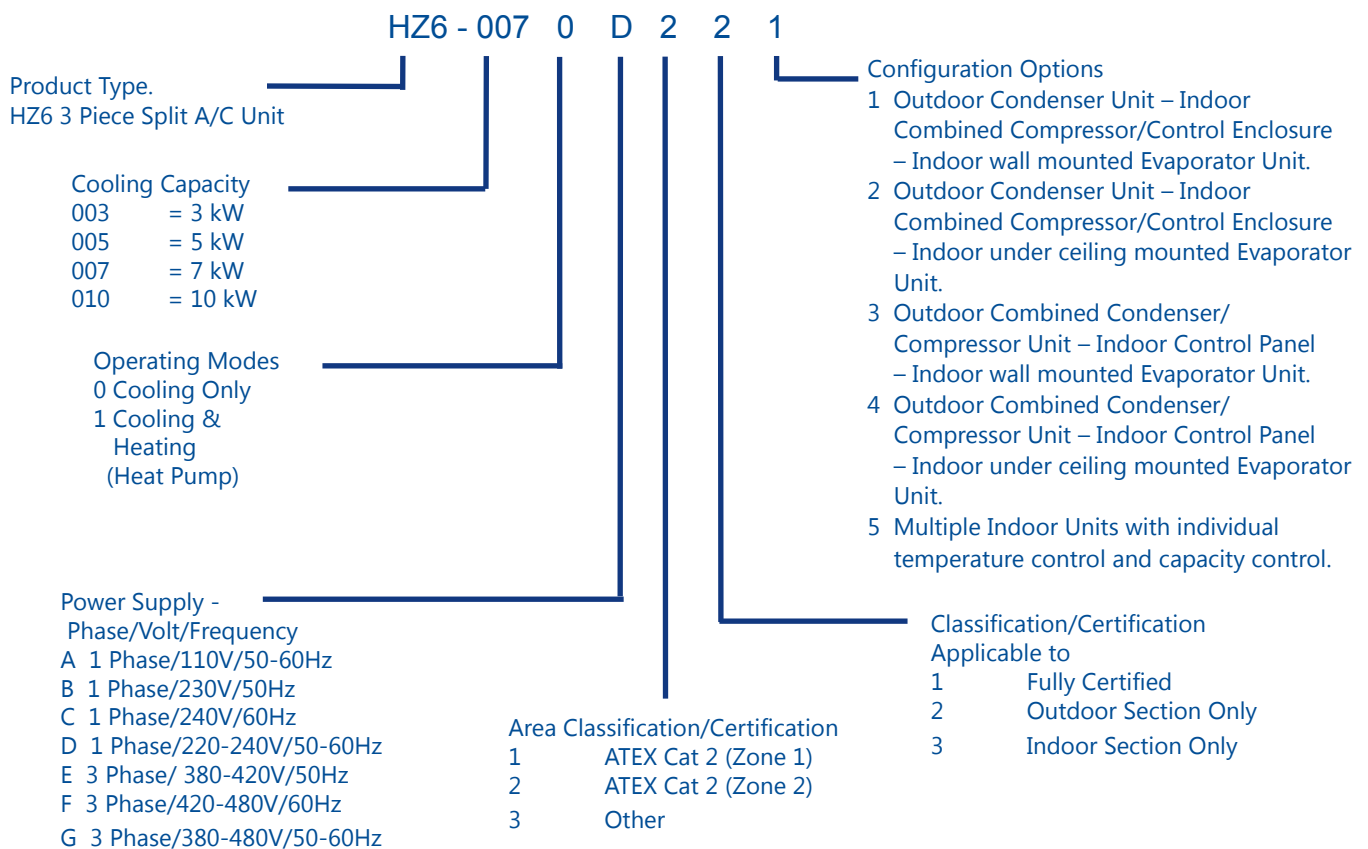 HZ6 - 007 0 D 2 2 1
Product Type.
HZ6 3 Piece Split A/C Unit
Cooling Capacity
003 = 3 kW
005 = 5 kW
007 = 7 kW
010 = 10 kW
Operating Modes
0 Cooling Only
1 Cooling &
Heating
(Heat Pump)
Power Supply -
Phase/Volt/Frequency
A 1 Phase/110V/50-60Hz
B 1 Phase/230V/50Hz
C 1 Phase/240V/60Hz
D 1 Phase/220-240V/50-60Hz
E 3 Phase/ 380-420V/50Hz
F 3 Phase/420-480V/60Hz
G 3 Phase/380-480V/50-60Hz
Area Classification/Certification
1 ATEX Cat 2 (Zone 1)
2 ATEX Cat 2 (Zone 2)
3 Other
Configuration Options
1 Outdoor Condenser Unit – Indoor
Combined Compressor/Control Enclosure
– Indoor wall mounted Evaporator Unit.
2 Outdoor Condenser Unit – Indoor
Combined Compressor/Control Enclosure
– Indoor under ceiling mounted Evaporator
Unit.
3 Outdoor Combined Condenser/
Compressor Unit – Indoor Control Panel
– Indoor wall mounted Evaporator Unit.
4 Outdoor Combined Condenser/
Compressor Unit – Indoor Control Panel
– Indoor under ceiling mounted Evaporator
Unit.
5 Multiple Indoor Units with individual
temperature control and capacity control.
Classification/Certification
Applicable to
1 Fully Certified
2 Outdoor Section Only
3 Indoor Section Only